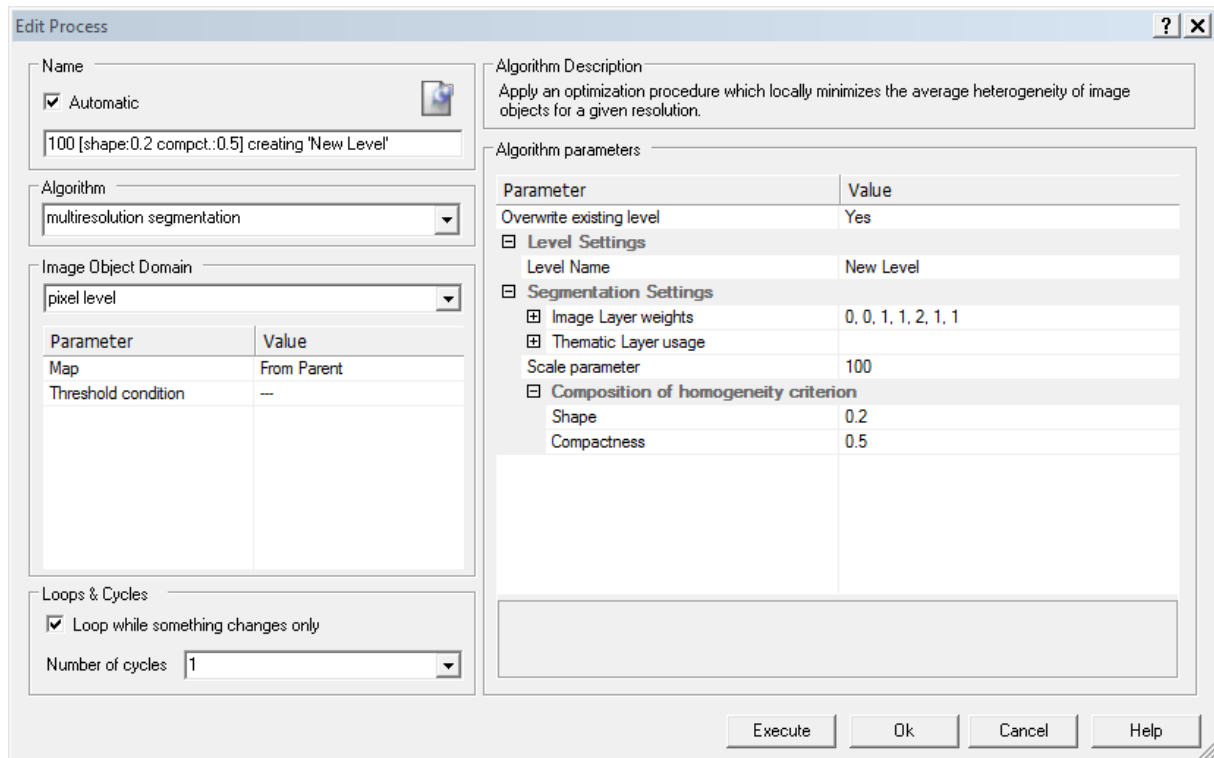 Edit Process
?
Name
Automatic
100 [shape:0.2 compct.:0.5] creating 'New Level'
Algorithm
multiresolution segmentation
Image Object Domain
pixel level
Parameter Value
Map From Parent
Threshold condition ---
Loops & Cycles
Loop while something changes only
Number of cycles 1
Algorithm Description
Apply an optimization procedure which locally minimizes the average heterogeneity of image
objects for a given resolution.
Algorithm parameters
Parameter Value
Overwrite existing level Yes
Level Settings
Level Name New Level
Segmentation Settings
Image Layer weights 0, 0, 1, 1, 2, 1, 1
Thematic Layer usage
Scale parameter 100
Composition of homogeneity criterion
Shape 0.2
Compactness 0.5
Execute Ok Cancel Help